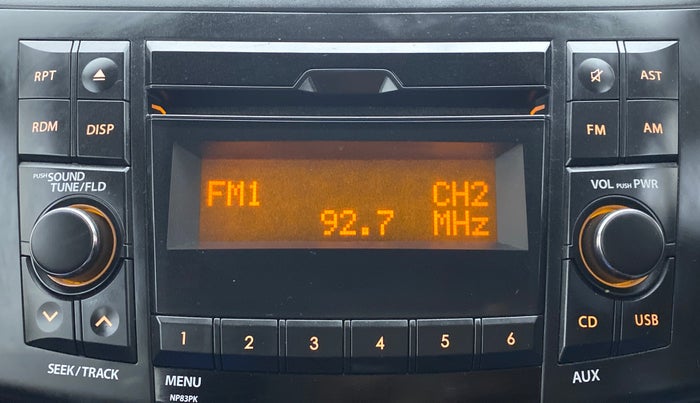 RPT
AST
RDM DISP
FM AM
PUSH SOUND
TUNE/FLD
VOL PUSH PWR
FM1 CH2
92.7 MHz
CD USB
1 2 3 4 5 6
SEEK/TRACK
MENU
AUX
NP83PK